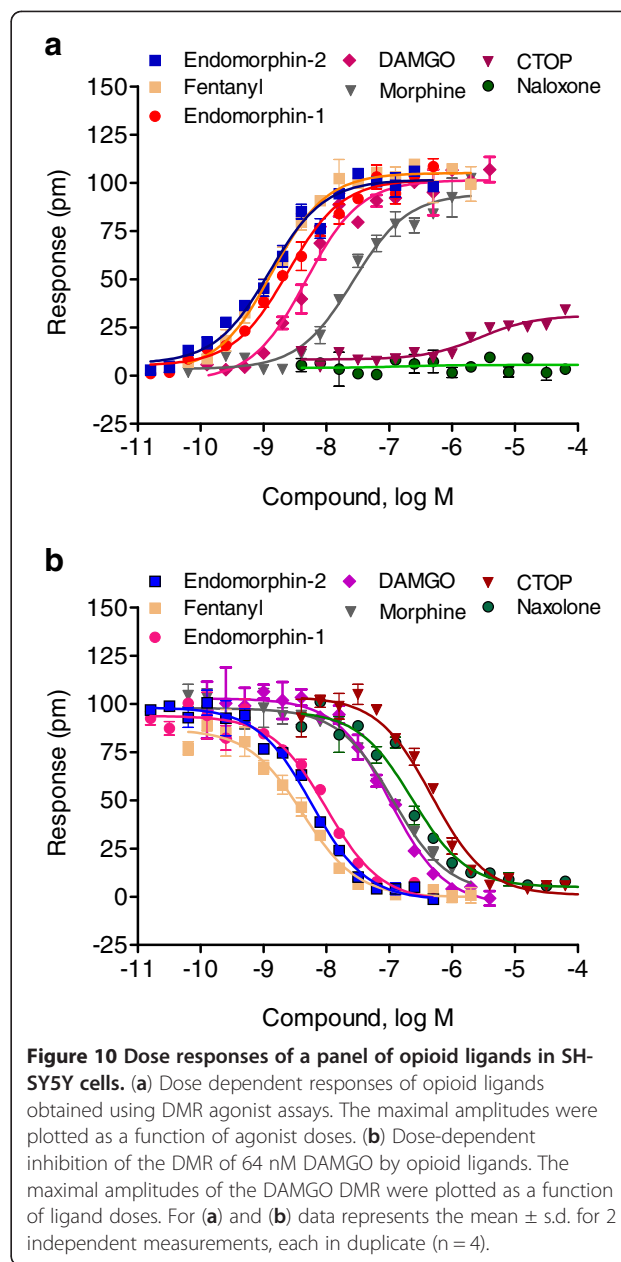 a
Endomorphin-2
Fentanyl
Endomorphin-1
DAMGO
Morphine
CTOP
Naloxone
150
125
100
75
50
25
0
-25
Response (pm)
-11 -10 -9 -8 -7 -6 -5 -4
Compound, log M
b
Endomorphin-2
Fentanyl
Endomorphin-1
DAMGO
Morphine
CTOP
Naxolone
150
125
100
75
50
25
0
-25
Response (pm)
-11 -10 -9 -8 -7 -6 -5 -4
Compound, log M
Figure 10 Dose responses of a panel of opioid ligands in SH-
SY5Y cells. (a) Dose dependent responses of opioid ligands
obtained using DMR agonist assays. The maximal amplitudes were
plotted as a function of agonist doses. (b) Dose-dependent
inhibition of the DMR of 64 nM DAMGO by opioid ligands. The
maximal amplitudes of the DAMGO DMR were plotted as a function
of ligand doses. For (a) and (b) data represents the mean ± s.d. for 2
independent measurements, each in duplicate (n = 4).